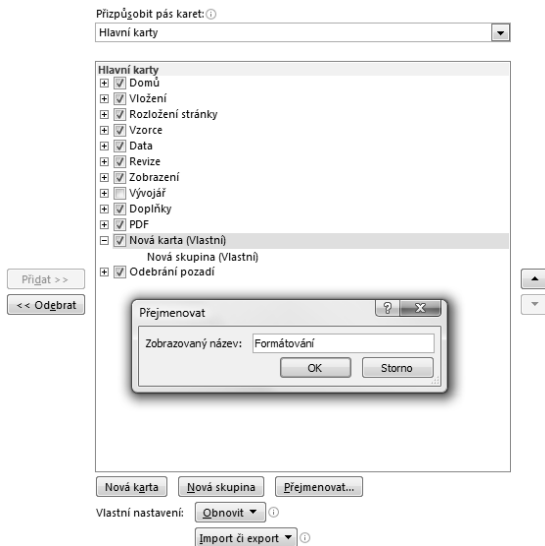 Přizpůsobit pás karet:
Hlavní karty
Hlavní karty
Domů
Vložení
Rozložení stránky
Vzorce
Data
Revize
Zobrazení
Vývojář
Doplňky
PDF
Nová karta (Vlastní)
Nová skupina (Vlastní)
Odebrání pozadí
Přidat >>
<< Odebrat
Přejmenovat
Zobrazovaný název: Formátování
OK Storno
Nová karta Nová skupina Přejmenovat...
Vlastní nastavení: Obnovit
Import či export